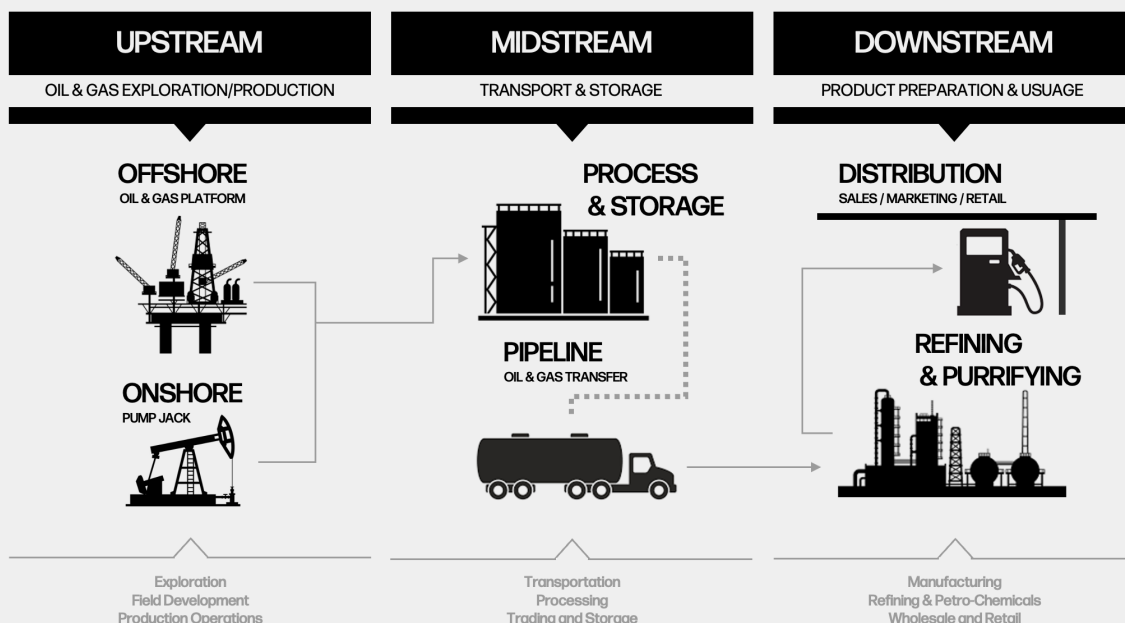 UPSTREAM
OIL & GAS EXPLORATION/PRODUCTION
OFFSHORE
OIL & GAS PLATFORM
ONSHORE
PUMP JACK
Exploration
Field Development
Production Operations
MIDSTREAM
TRANSPORT & STORAGE
PROCESS
& STORAGE
PIPELINE
OIL & GAS TRANSFER
Transportation
Processing
Trading and Storage
DOWNSTREAM
PRODUCT PREPARATION & USUAGE
DISTRIBUTION
SALES / MARKETING / RETAIL
REFINING
& PURRIFYING
Manufacturing
Refining & Petro-Chemicals
Wholesale and Retail